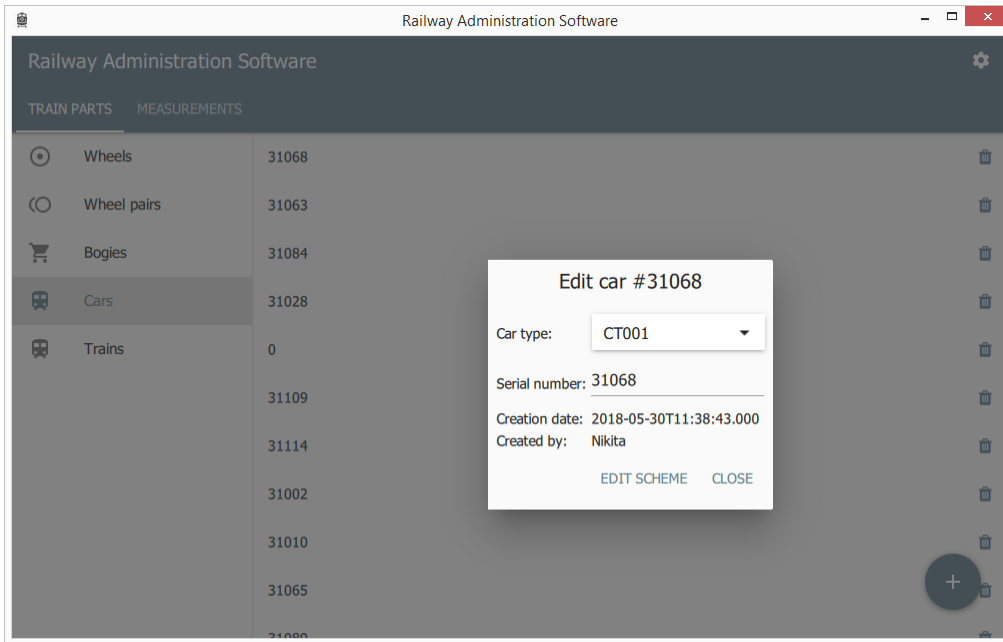 Railway Administration Software
Railway Administration Software
TRAIN PARTS MEASUREMENTS
Wheels
Wheel pairs
Bogies
Cars
Trains
31068
31063
31084
31028
0
31109
31114
31002
31010
31065
31080
Edit car #31068
Car type: CT001
Serial number: 31068
Creation date: 2018-05-30T11:38:43.000
Created by: Nikita
EDIT SCHEME CLOSE